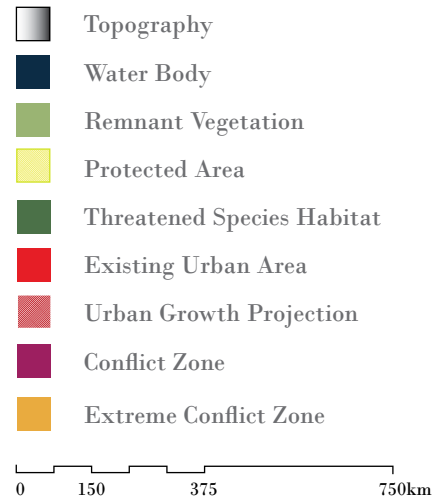 Topography
Water Body
Remnant Vegetation
Protected Area
Threatened Species Habitat
Existing Urban Area
Urban Growth Projection
Conflict Zone
Extreme Conflict Zone
0 150 375 750km